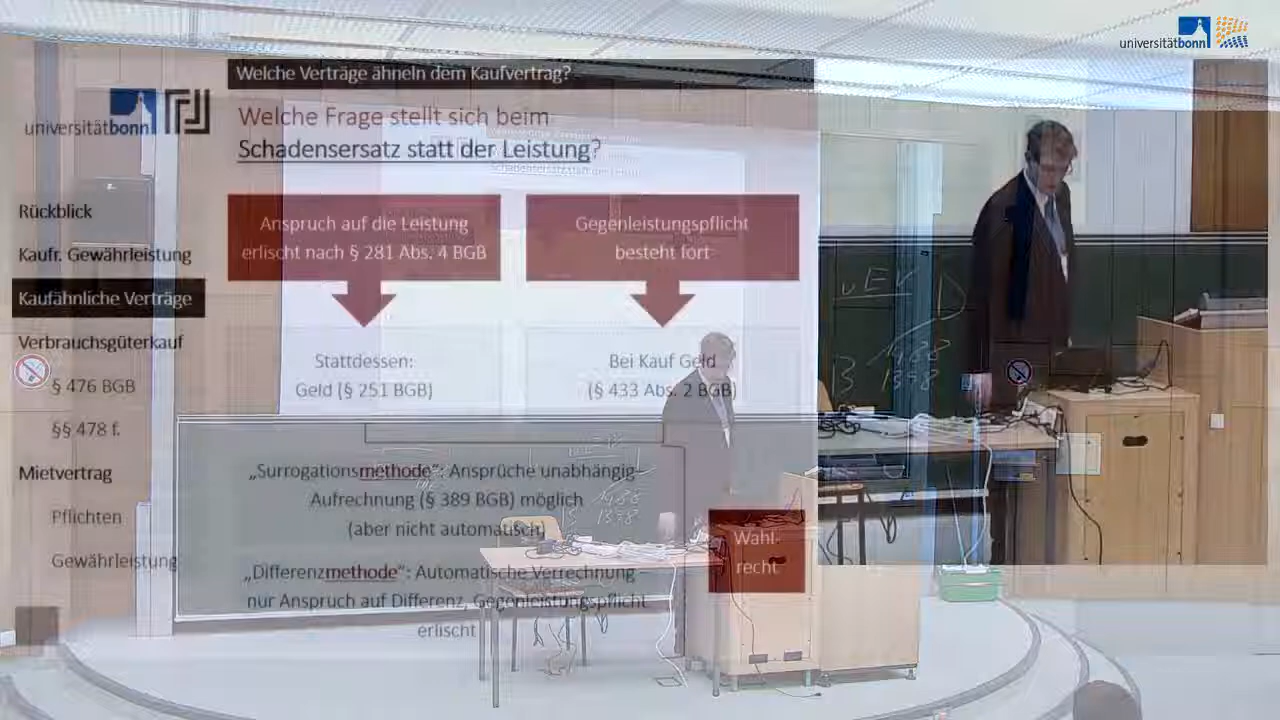 universitätbonn
Welche Verträge ähneln dem Kaufvertrag?
universitätbonn
Welche Frage stellt sich beim
Schadensersatz statt der Leistung?
Rückblick
Kaufr. Gewährleistung
Kaufähnliche Verträge
Verbrauchsgüterkauf
§ 476 BGB
§§ 478 f.
Mietvertrag
Pflichten
Gewährleistung
Anspruch auf die Leistung
erlischt nach § 281 Abs. 4 BGB
Gegenleistungspflicht
besteht fort
Stattdessen:
Geld (§ 251 BGB)
Bei Kauf Geld
(§ 433 Abs. 2 BGB)
„Surrogationsmethode“: Ansprüche unabhängig
Aufrechnung (§ 389 BGB) möglich
(aber nicht automatisch)
„Differenzmethode“: Automatische Verrechnung
nur Anspruch auf Differenz, Gegenleistungspflicht
erlischt
Wahl-
recht
uEV